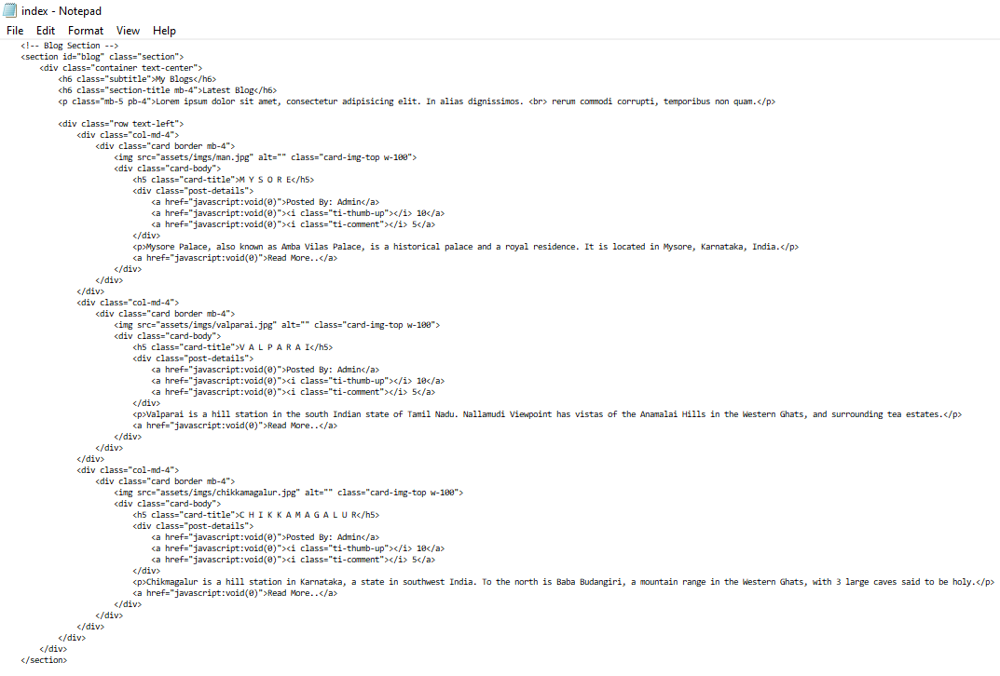 index - Notepad
File Edit Format View Help
<!-- Blog Section -->
<section id="blog" class="section">
<div class="container text-center">
<h6 class="subtitle">My Blogs</h6>
<h6 class="section-title mb-4">Latest Blog</h6>
<p class="mb-5 pb-4">Lorem ipsum dolor sit amet, consectetur adipisicing elit. In alias dignissimos. <br> rerum commodi corrupti, temporibus non quam.</p>
<div class="row text-left">
<div class="col-md-4">
<div class="card border mb-4">
<img src="assets/imgs/man.jpg" alt="" class="card-img-top w-100">
<div class="card-body">
<h5 class="card-title">M Y S O R E</h5>
<div class="post-details">
<a href="javascript:void(0)">Posted By: Admin</a>
<a href="javascript:void(0)"><i class="ti-thumb-up"></i> 10</a>
<a href="javascript:void(0)"><i class="ti-comment"></i> 5</a>
</div>
<p>Mysore Palace, also known as Amba Vilas Palace, is a historical palace and a royal residence. It is located in Mysore, Karnataka, India.</p>
<a href="javascript:void(0)">Read More..</a>
</div>
</div>
</div>
<div class="col-md-4">
<div class="card border mb-4">
<img src="assets/imgs/valparai.jpg" alt="" class="card-img-top w-100">
<div class="card-body">
<h5 class="card-title">V A L P A R A I</h5>
<div class="post-details">
<a href="javascript:void(0)">Posted By: Admin</a>
<a href="javascript:void(0)"><i class="ti-thumb-up"></i> 10</a>
<a href="javascript:void(0)"><i class="ti-comment"></i> 5</a>
</div>
<p>Valparai is a hill station in the south Indian state of Tamil Nadu. Nallamudi Viewpoint has vistas of the Anamalai Hills in the Western Ghats, and surrounding tea estates.</p>
<a href="javascript:void(0)">Read More..</a>
</div>
</div>
</div>
<div class="col-md-4">
<div class="card border mb-4">
<img src="assets/imgs/chikkamagalur.jpg" alt="" class="card-img-top w-100">
<div class="card-body">
<h5 class="card-title">C H I K K A M A G A L U R</h5>
<div class="post-details">
<a href="javascript:void(0)">Posted By: Admin</a>
<a href="javascript:void(0)"><i class="ti-thumb-up"></i> 10</a>
<a href="javascript:void(0)"><i class="ti-comment"></i> 5</a>
</div>
<p>Chikmagalur is a hill station in Karnataka, a state in southwest India. To the north is Baba Budangiri, a mountain range in the Western Ghats, with 3 large caves said to be holy.</p>
<a href="javascript:void(0)">Read More..</a>
</div>
</div>
</div>
</div>
</div>
</section>